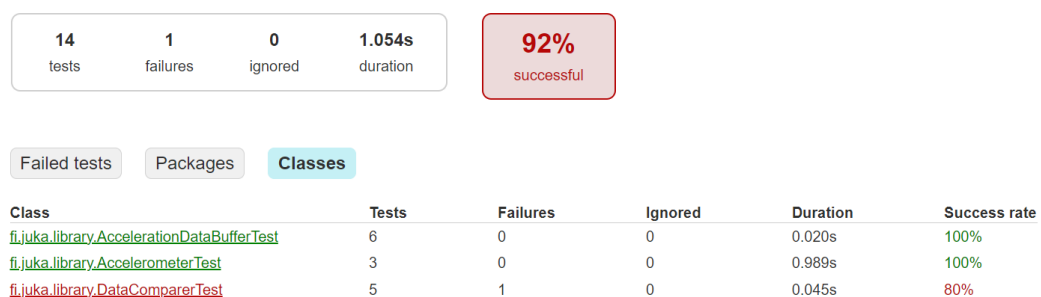 14 1 0 1.054s 92%
tests failures ignored duration successful
Failed tests Packages Classes
Class Tests Failures Ignored Duration Success rate
fi.juka.library.AccelerationDataBufferTest 6 0 0 0.020s 100%
fi.juka.library.AccelerometerTest 3 0 0 0.989s 100%
fi.juka.library.DataComparerTest 5 1 0 0.045s 80%